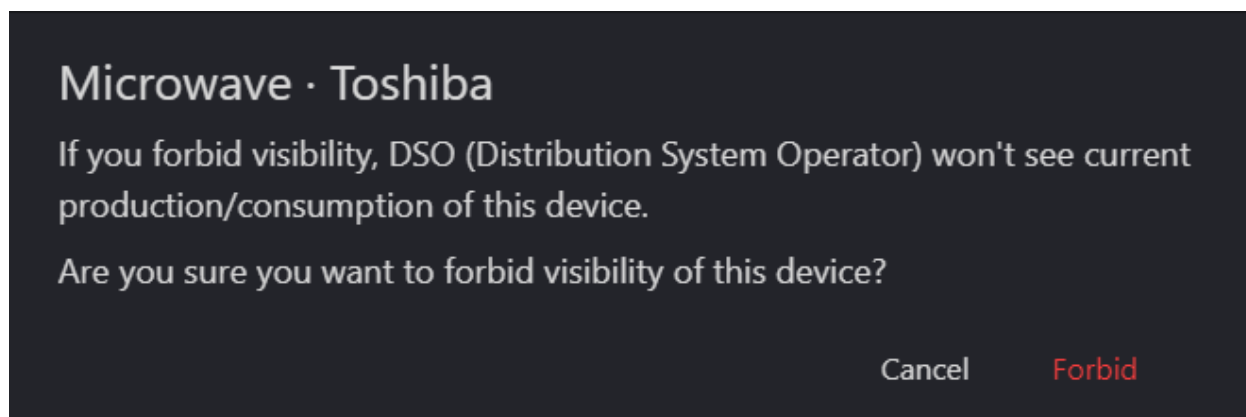 Microwave · Toshiba
If you forbid visibility, DSO (Distribution System Operator) won't see current
production/consumption of this device.
Are you sure you want to forbid visibility of this device?
Cancel Forbid